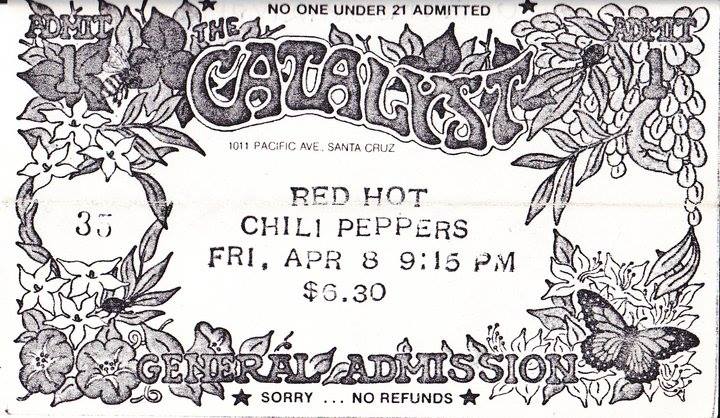 NO ONE UNDER 21 ADMITTED
ADMIT
1
THE
CATALYST
ADMIT
1
1011 PACIFIC AVE., SANTA CRUZ
35
RED HOT
CHILI PEPPERS
FRI, APR 8 9:15 PM
$6.30
GENERAL ADMISSION
SORRY ... NO REFUNDS